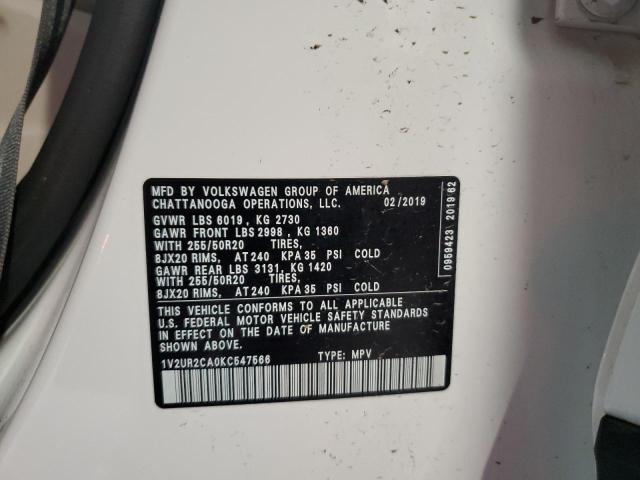 MFD BY VOLKSWAGEN GROUP OF AMERICA
CHATTANOOGA OPERATIONS, LLC. 02/2019
GVWR LBS 6019, KG 2730
GAWR FRONT LBS 2998, KG 1360
WITH 255/50R20 TIRES,
8JX20 RIMS, AT 240 KPA 35 PSI COLD
GAWR REAR LBS 3131, KG 1420
WITH 255/50R20 TIRES,
8JX20 RIMS, AT 240 KPA 35 PSI COLD
THIS VEHICLE CONFORMS TO ALL APPLICABLE
U.S. FEDERAL MOTOR VEHICLE SAFETY STANDARDS
IN EFFECT ON THE DATE OF MANUFACTURE
SHOWN ABOVE.
1V2UR2CA0KC547566 TYPE: MPV
0959423 2019 62